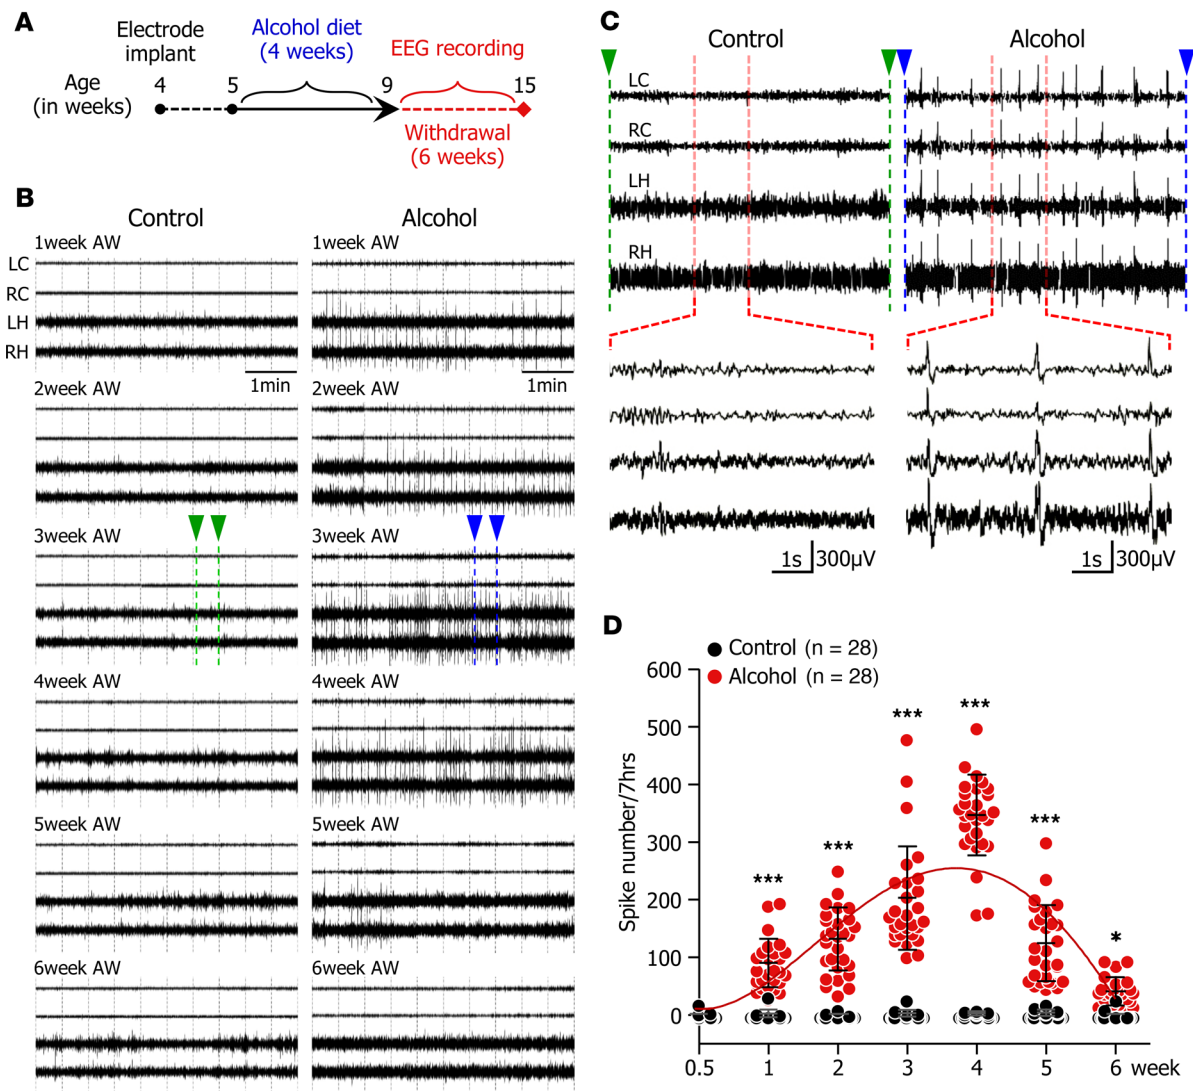 A
Electrode implant
Alcohol diet
(4 weeks)
EEG recording
Age
(in weeks)
4
5
9
15
Withdrawal
(6 weeks)
B
Control
Alcohol
1week AW
1week AW
LC
RC
LH
RH
1min
1min
2week AW
2week AW
3week AW
3week AW
4week AW
4week AW
5week AW
5week AW
6week AW
6week AW
C
Control
Alcohol
LC
RC
LH
RH
1s 300µV
1s 300µV
D
Control (n = 28)
Alcohol (n = 28)
Spike number/7hrs
600
500
400
300
200
100
0
***
***
***
***
***
*
0.5 1 2 3 4 5 6 week